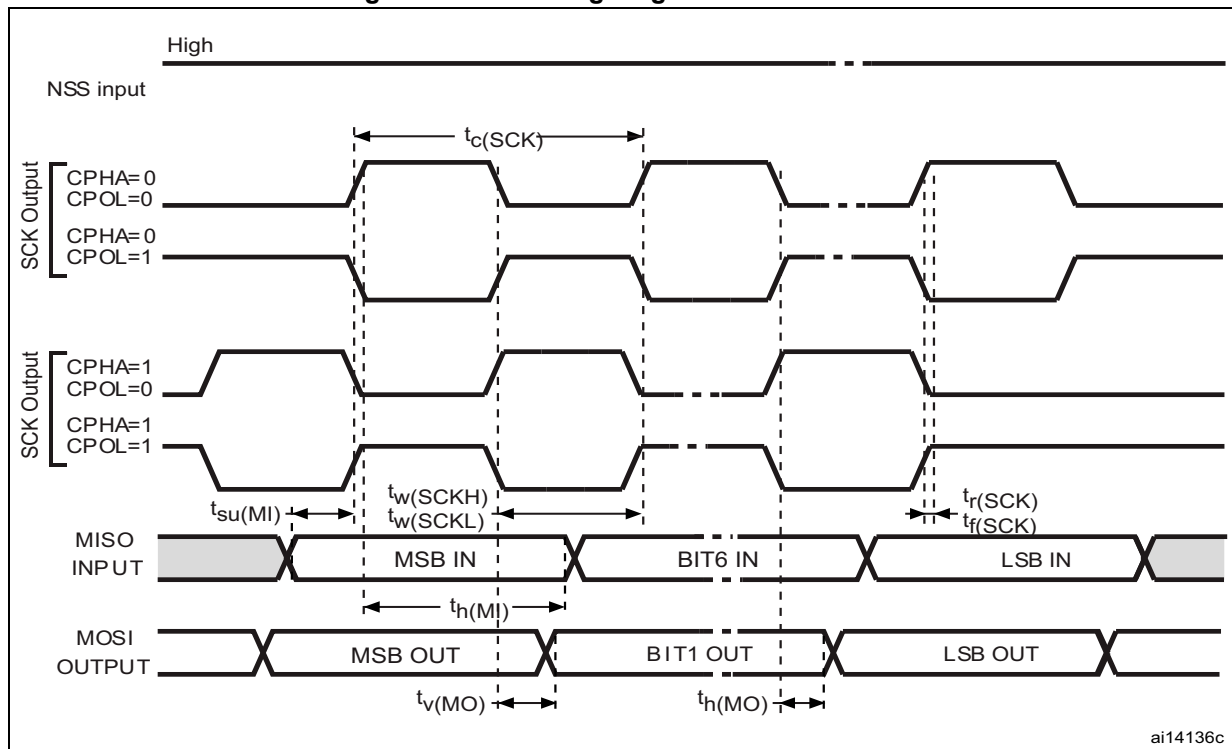 High
NSS input
tc(SCK)
SCK Output
CPHA=0
CPOL=0
CPHA=0
CPOL=1
SCK Output
CPHA=1
CPOL=0
CPHA=1
CPOL=1
tsu(MI)
tw(SCKH)
tw(SCKL)
tr(SCK)
tf(SCK)
MISO
INPUT
MSB IN
BIT6 IN
LSB IN
th(MI)
MOSI
OUTPUT
MSB OUT
BIT1 OUT
LSB OUT
tv(MO)
th(MO)
ai14136c